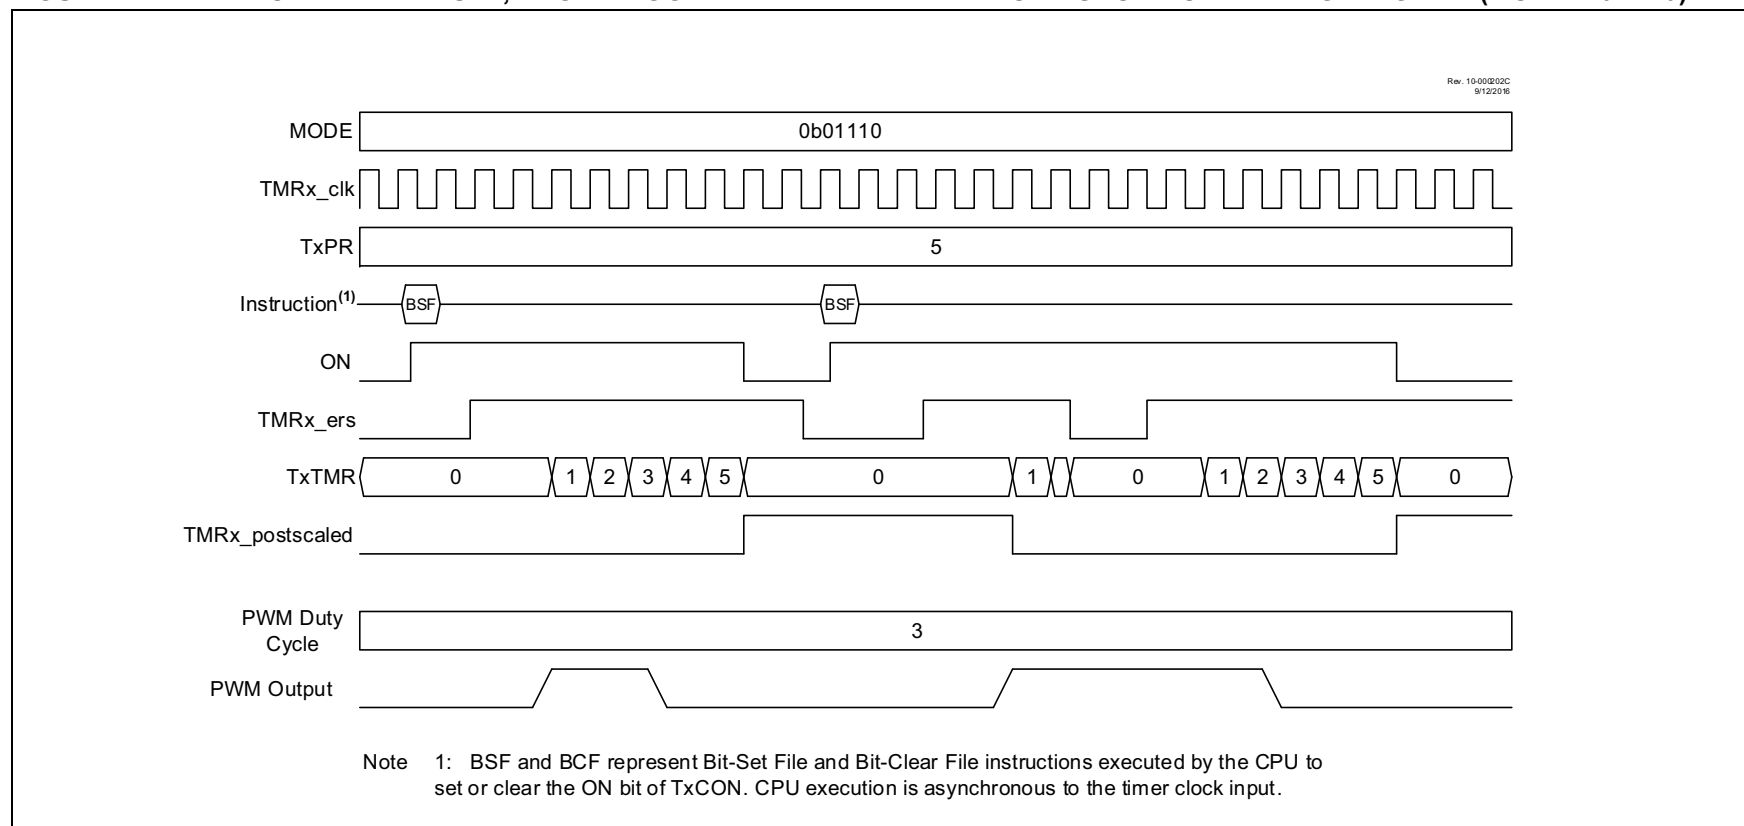 Rev. 10-000202C
9/12/2016
MODE 0b01110
TMRx_clk
TxPR 5
Instruction(1) BSF BSF
ON
TMRx_ers
TxTMR 0 1 2 3 4 5 0 1 0 1 2 3 4 5 0
TMRx_postscaled
PWM Duty
Cycle
3
PWM Output
Note 1: BSF and BCF represent Bit-Set File and Bit-Clear File instructions executed by the CPU to
set or clear the ON bit of TxCON. CPU execution is asynchronous to the timer clock input.